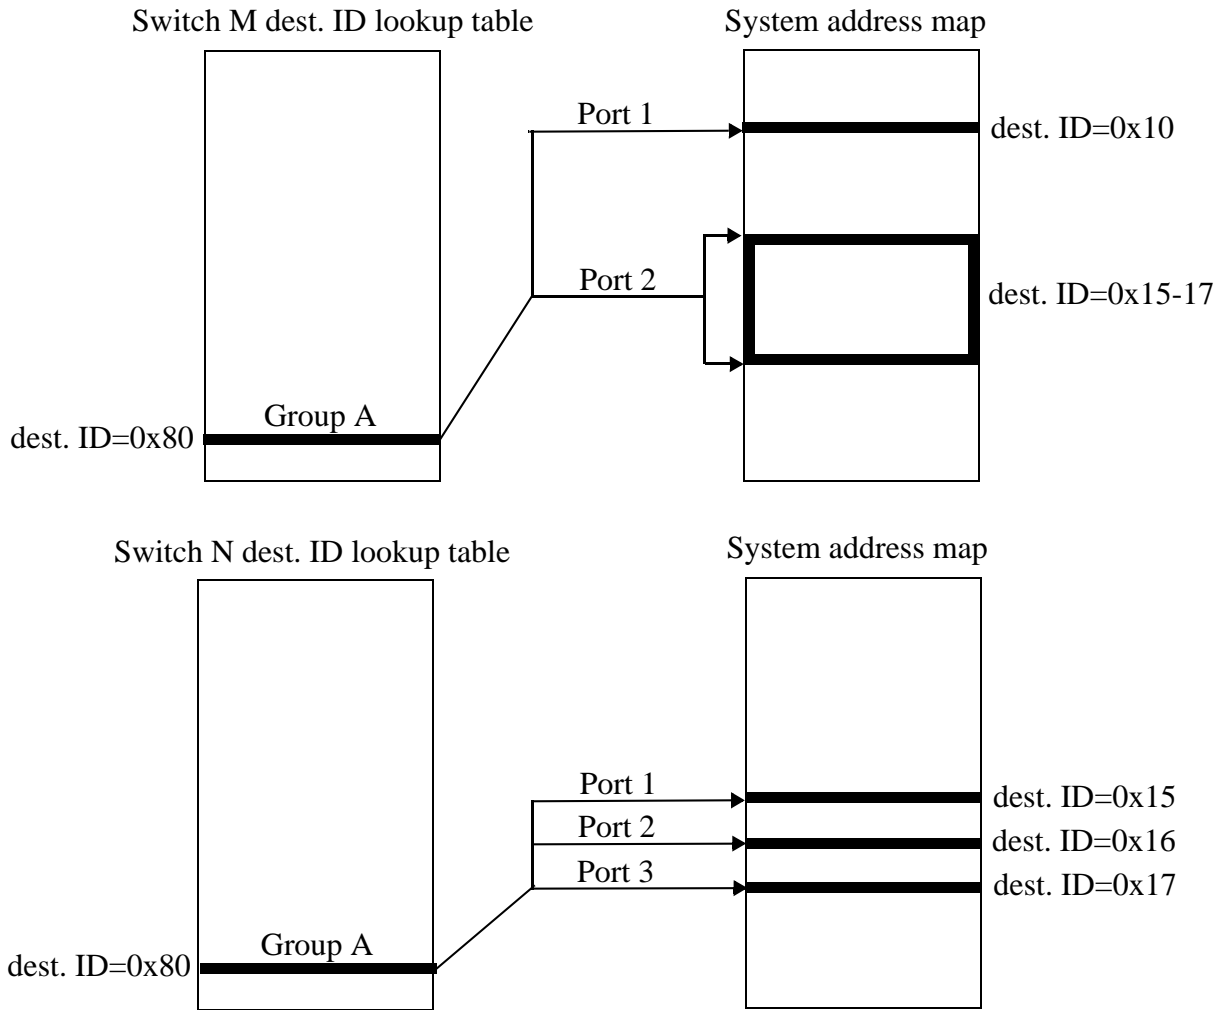 Switch M dest. ID lookup table
System address map
Port 1
dest. ID=0x10
Port 2
dest. ID=0x15-17
Group A
dest. ID=0x80
Switch N dest. ID lookup table
System address map
Port 1
dest. ID=0x15
Port 2
dest. ID=0x16
Port 3
dest. ID=0x17
Group A
dest. ID=0x80